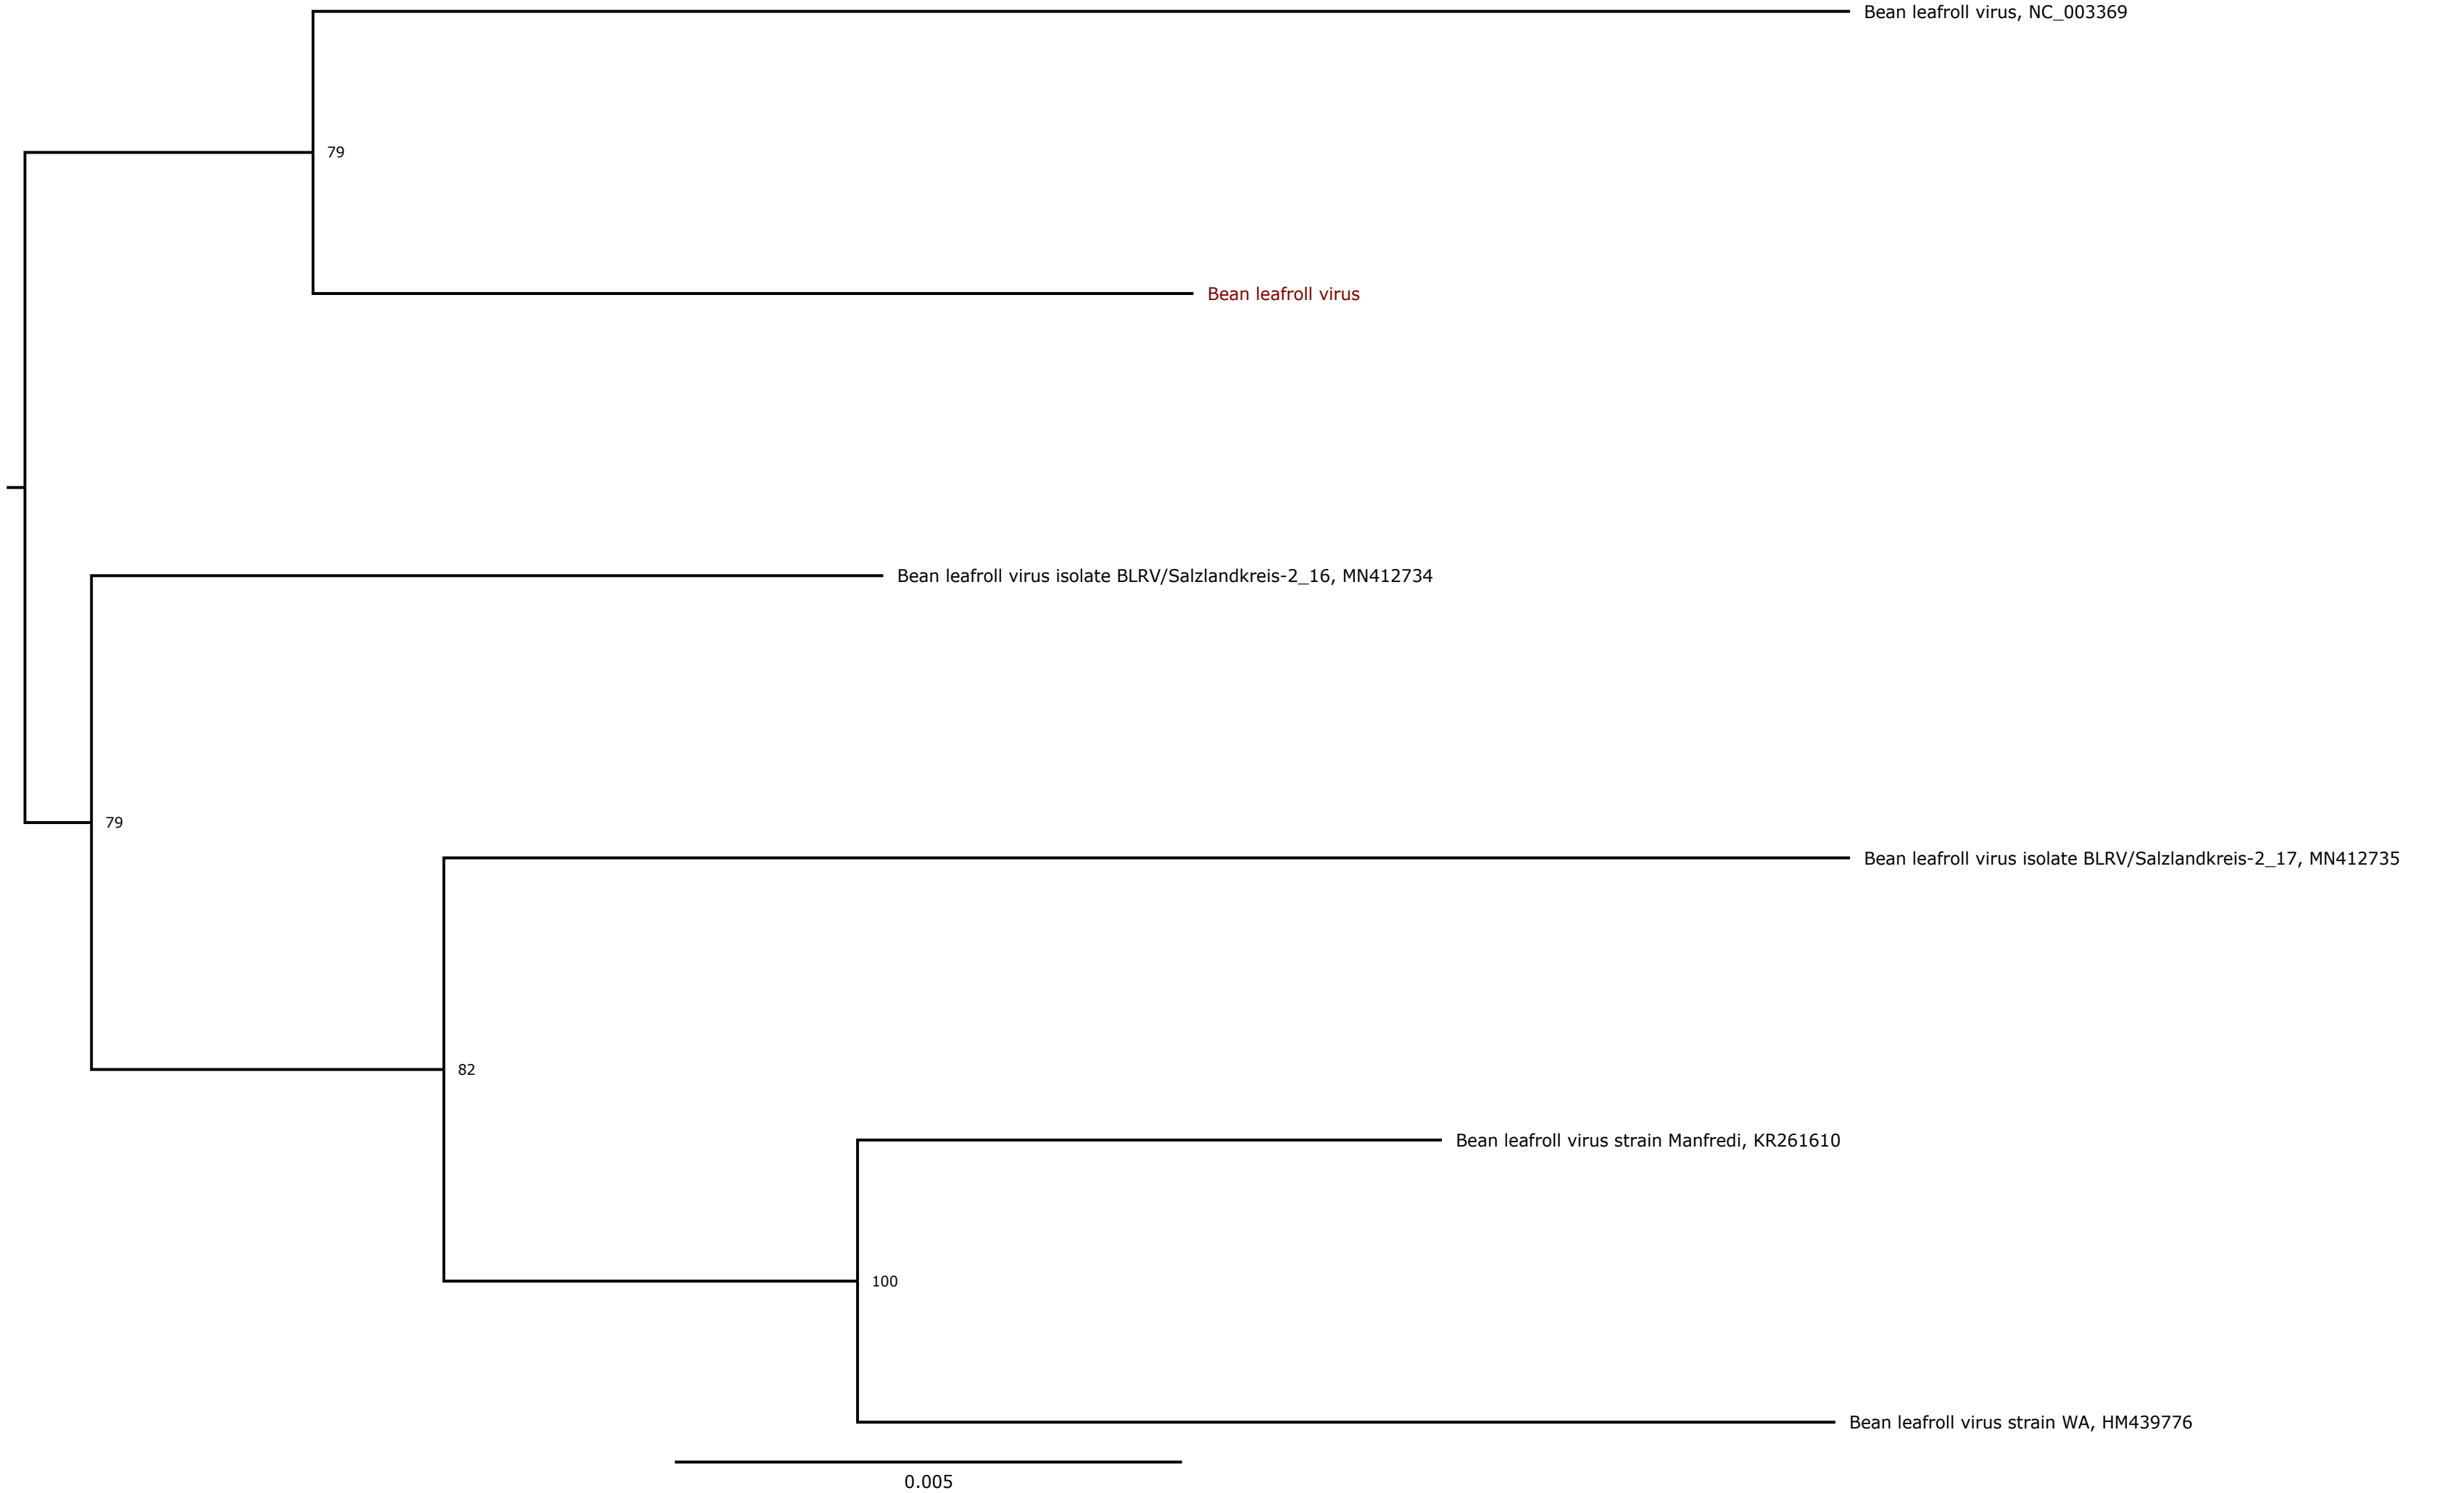 Bean leafroll virus, NC_003369
79
Bean leafroll virus
Bean leafroll virus isolate BLRV/Salzlandkreis-2_16, MN412734
79
Bean leafroll virus isolate BLRV/Salzlandkreis-2_17, MN412735
82
Bean leafroll virus strain Manfredi, KR261610
100
Bean leafroll virus strain WA, HM439776
0.005